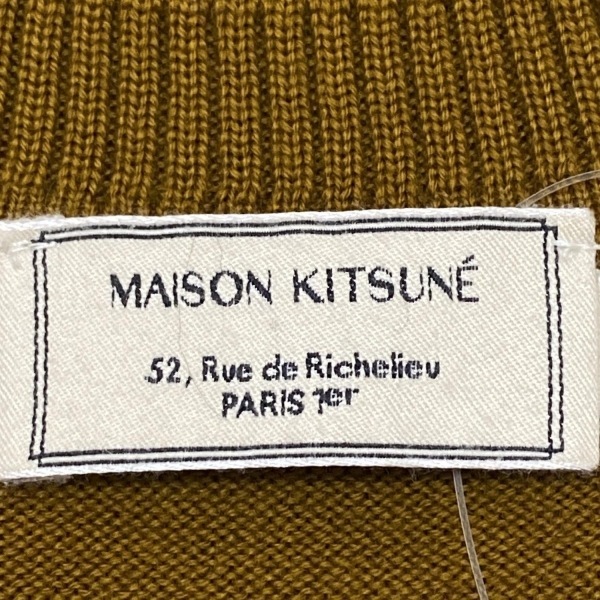 MAISON KITSUNÉ
52, Rue de Richelieu
PARIS 1er